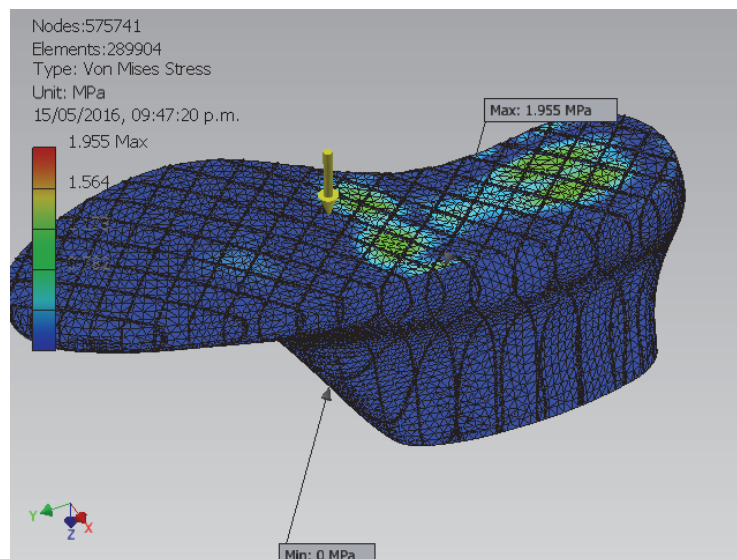 Nodes:575741
Elements:289904
Type: Von Mises Stress
Unit: MPa
15/05/2016, 09:47:20 p.m.
1.955 Max
Max: 1.955 MPa
1.564
Min: 0 MPa
Y
Z
X